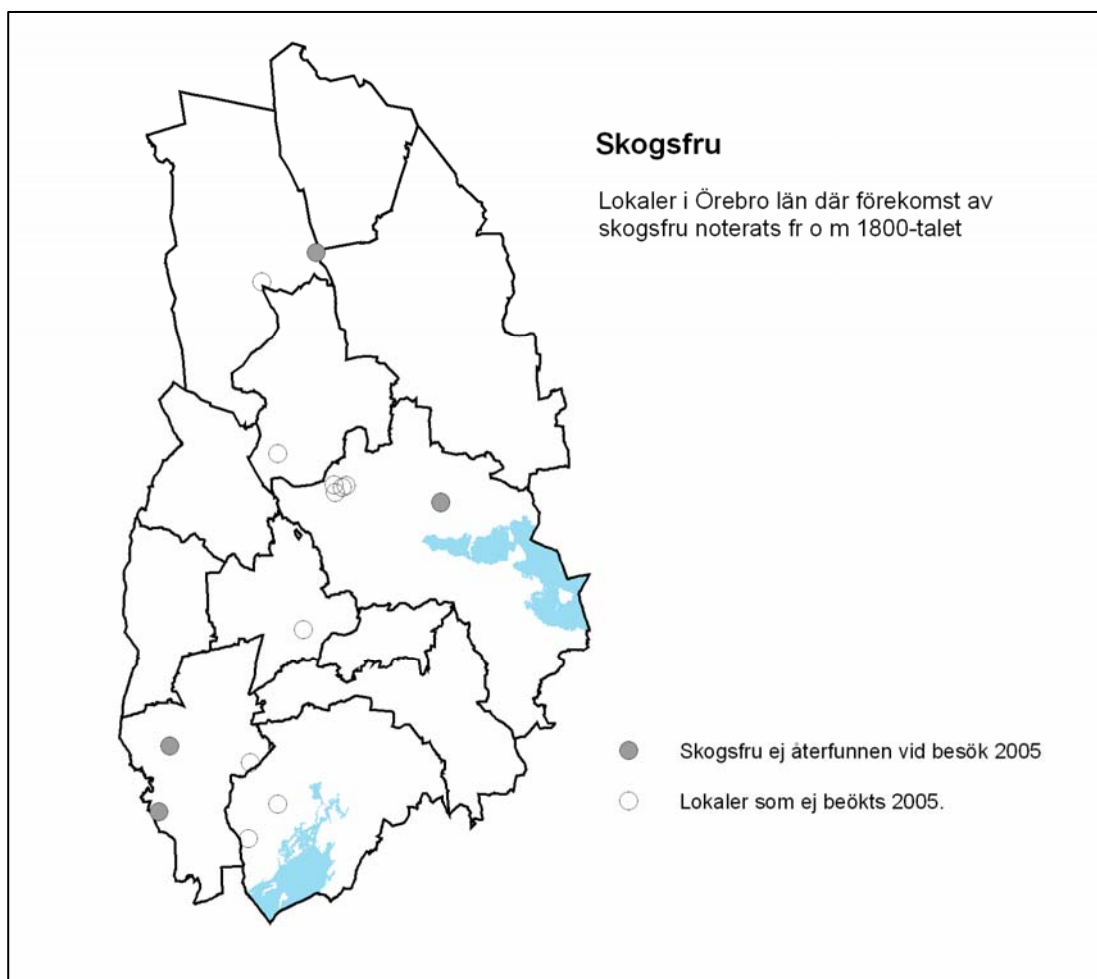 Skogsfru
Lokaler i Örebro län där förekomst av
skogsfru noterats fr o m 1800-talet
Skogsfru ej återfunnen vid besök 2005
Lokaler som ej beökts 2005.